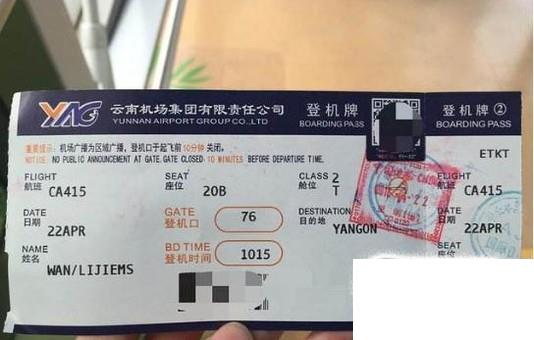 YAG 云南机场集团有限责任公司 登机牌 登机牌②
YUNNAN AIRPORT GROUP CO.,LTD BOARDING PASS BOARDING PASS
重要提示：机场广播为区域广播，登机口于起飞前10分钟关闭。
NOTICE: NO PUBLIC ANNOUNCEMENT AT GATE.GATE CLOSED 10 MINUTES BEFORE DEPARTURE TIME.
ETKT
FLIGHT SEAT CLASS 2 FLIGHT
航班 CA415 座位 20B 舱位 T 航班 CA415
DATE GATE 76 DESTINATION DATE
日期 22APR 登机口 目的地 YANGON 日期 22APR
NAME BD TIME SEAT
姓名 WAN/LIJIEMS 登机时间 1015 座位